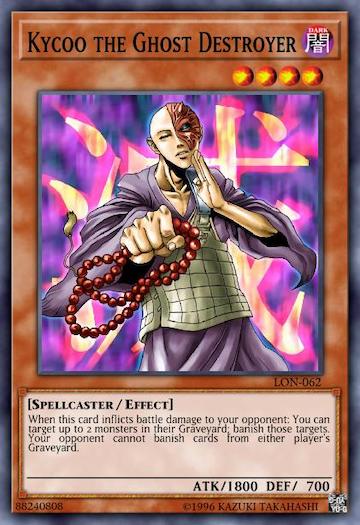 Kycoo the Ghost Destroyer
DARK
闇
LON-062
[Spellcaster / Effect]
When this card inflicts battle damage to your opponent: You can
target up to 2 monsters in their Graveyard; banish those targets.
Your opponent cannot banish cards from either player's
Graveyard.
ATK/1800 DEF/ 700
88240808
©1996 KAZUKI TAKAHASHI